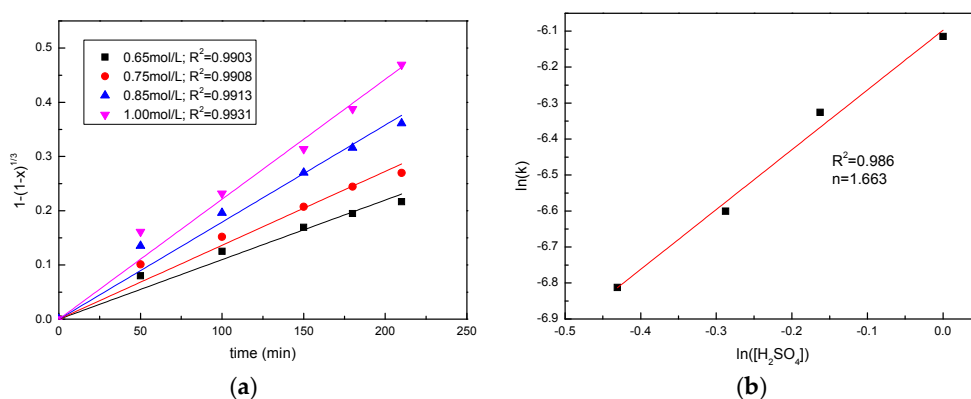 0.65mol/L; R²=0.9903
0.75mol/L; R²=0.9908
0.85mol/L; R²=0.9913
1.00mol/L; R²=0.9931
0.5
0.4
0.3
0.2
0.1
0.0
1-(1-x)^1/3
0 50 100 150 200 250
time (min)
(a)
-6.1
-6.2
-6.3
-6.4
-6.5
-6.6
-6.7
-6.8
-6.9
ln(k)
R²=0.986
n=1.663
-0.5 -0.4 -0.3 -0.2 -0.1 0.0
ln([H₂SO₄])
(b)